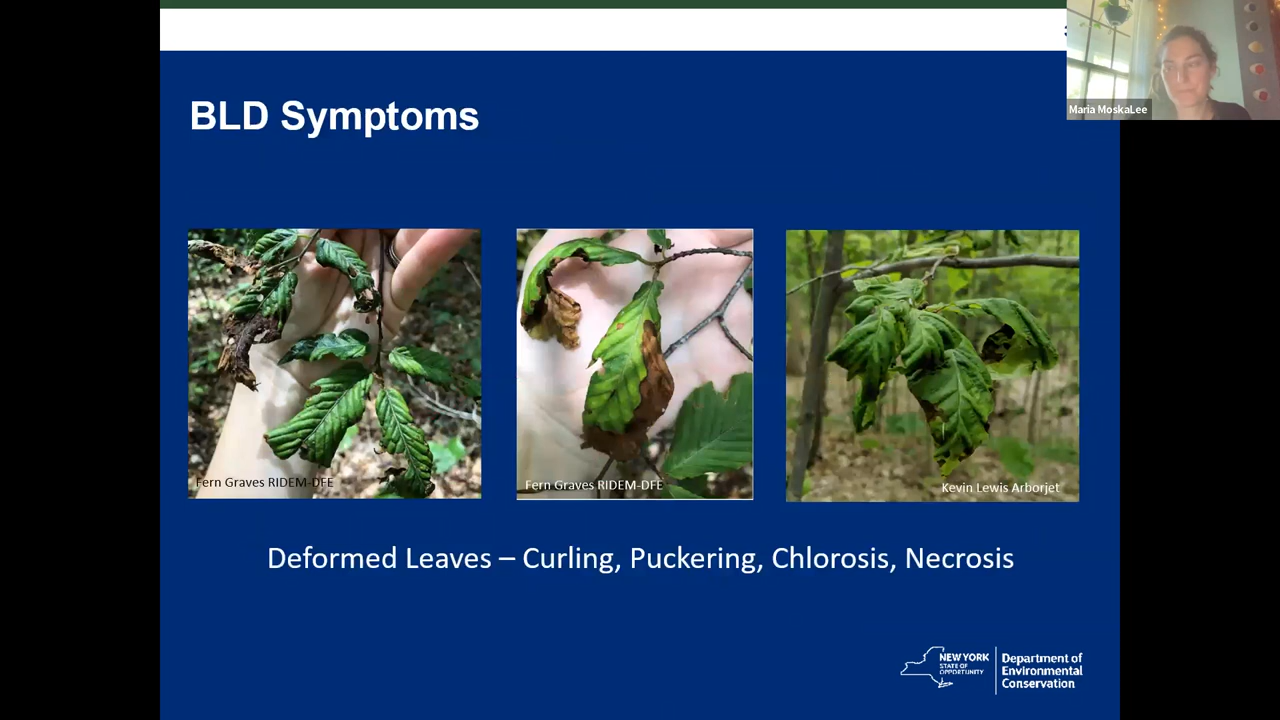 Maria MoskaLee
BLD Symptoms
Fern Graves RIDEM-DFE
Fern Graves RIDEM-DFE
Kevin Lewis Arborjet
Deformed Leaves – Curling, Puckering, Chlorosis, Necrosis
NEW YORK
STATE OF
OPPORTUNITY
Department of
Environmental
Conservation